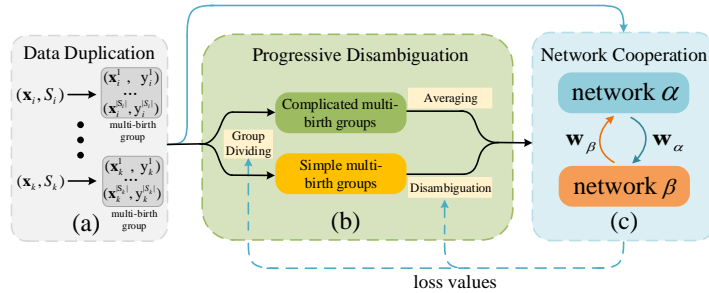 Data Duplication
(x_i, S_i)
(x_i^1 , y_i^1)
...
(x_i^{|S_i|}, y_i^{|S_i|})
multi-birth
group
(x_k, S_k)
(x_k^1 , y_k^1)
...
(x_k^{|S_k|}, y_k^{|S_k|})
multi-birth
group
(a)
Progressive Disambiguation
Group
Dividing
Complicated multi-
birth groups
Averaging
Simple multi-
birth groups
Disambiguation
(b)
Network Cooperation
network α
w_β
w_α
network β
(c)
loss values